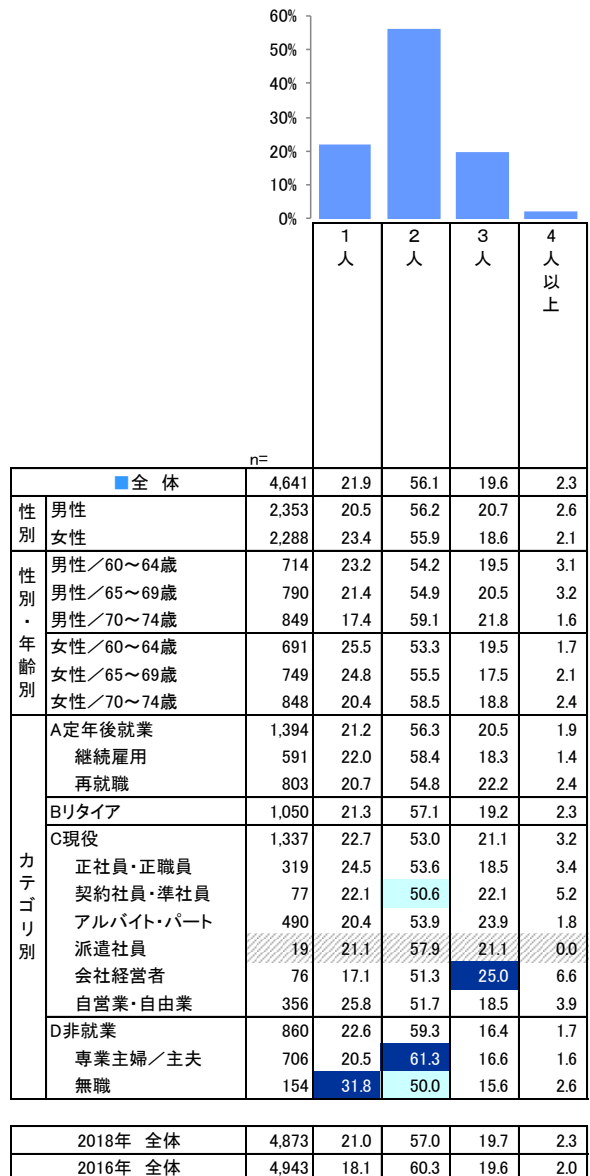 60%
50%
40%
30%
20%
10%
0%
1人 2人 3人 4人以上
n=
■全 体 4,641 21.9 56.1 19.6 2.3
性別
男性 2,353 20.5 56.2 20.7 2.6
女性 2,288 23.4 55.9 18.6 2.1
性別・年齢別
男性／60～64歳 714 23.2 54.2 19.5 3.1
男性／65～69歳 790 21.4 54.9 20.5 3.2
男性／70～74歳 849 17.4 59.1 21.8 1.6
女性／60～64歳 691 25.5 53.3 19.5 1.7
女性／65～69歳 749 24.8 55.5 17.5 2.1
女性／70～74歳 848 20.4 58.5 18.8 2.4
カテゴリ別
A定年後就業 1,394 21.2 56.3 20.5 1.9
継続雇用 591 22.0 58.4 18.3 1.4
再就職 803 20.7 54.8 22.2 2.4
Bリタイア 1,050 21.3 57.1 19.2 2.3
C現役 1,337 22.7 53.0 21.1 3.2
正社員・正職員 319 24.5 53.6 18.5 3.4
契約社員・準社員 77 22.1 50.6 22.1 5.2
アルバイト・パート 490 20.4 53.9 23.9 1.8
派遣社員 19 21.1 57.9 21.1 0.0
会社経営者 76 17.1 51.3 25.0 6.6
自営業・自由業 356 25.8 51.7 18.5 3.9
D非就業 860 22.6 59.3 16.4 1.7
専業主婦／主夫 706 20.5 61.3 16.6 1.6
無職 154 31.8 50.0 15.6 2.6
2018年 全体 4,873 21.0 57.0 19.7 2.3
2016年 全体 4,943 18.1 60.3 19.6 2.0